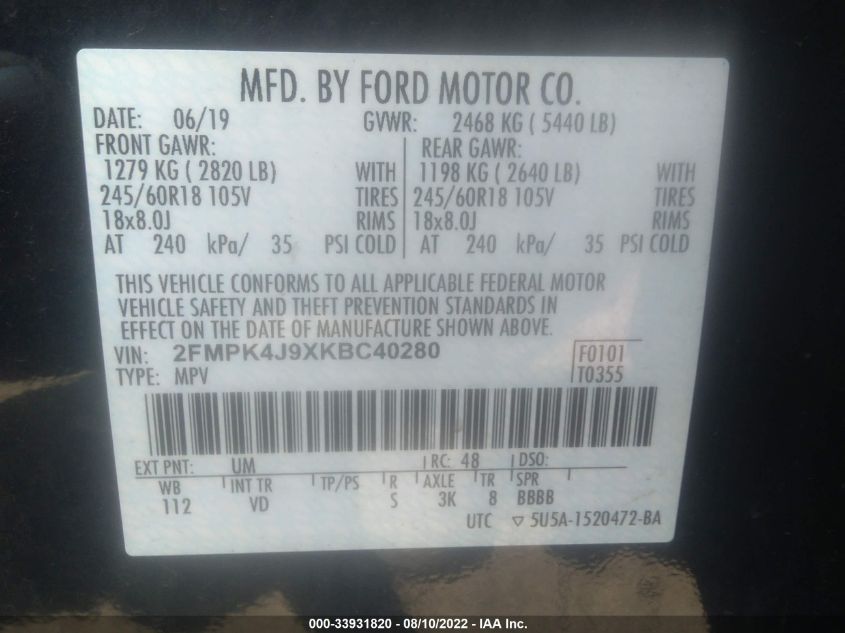 MFD. BY FORD MOTOR CO.
DATE: 06/19 GVWR: 2468 KG ( 5440 LB)
FRONT GAWR: REAR GAWR:
1279 KG ( 2820 LB) WITH 1198 KG ( 2640 LB) WITH
245/60R18 105V TIRES 245/60R18 105V TIRES
18x8.0J RIMS 18x8.0J RIMS
AT 240 kPa/ 35 PSI COLD AT 240 kPa/ 35 PSI COLD
THIS VEHICLE CONFORMS TO ALL APPLICABLE FEDERAL MOTOR
VEHICLE SAFETY AND THEFT PREVENTION STANDARDS IN
EFFECT ON THE DATE OF MANUFACTURE SHOWN ABOVE.
VIN: 2FMPK4J9XKBC40280 F0101
TYPE: MPV T0355
EXT PNT: UM RC: 48 DSO:
WB INT TR TP/PS R AXLE TR SPR
112 VD S 3K 8 BBBB
UTC ▽ 5U5A-1520472-BA
000-33931820 - 08/10/2022 - IAA Inc.